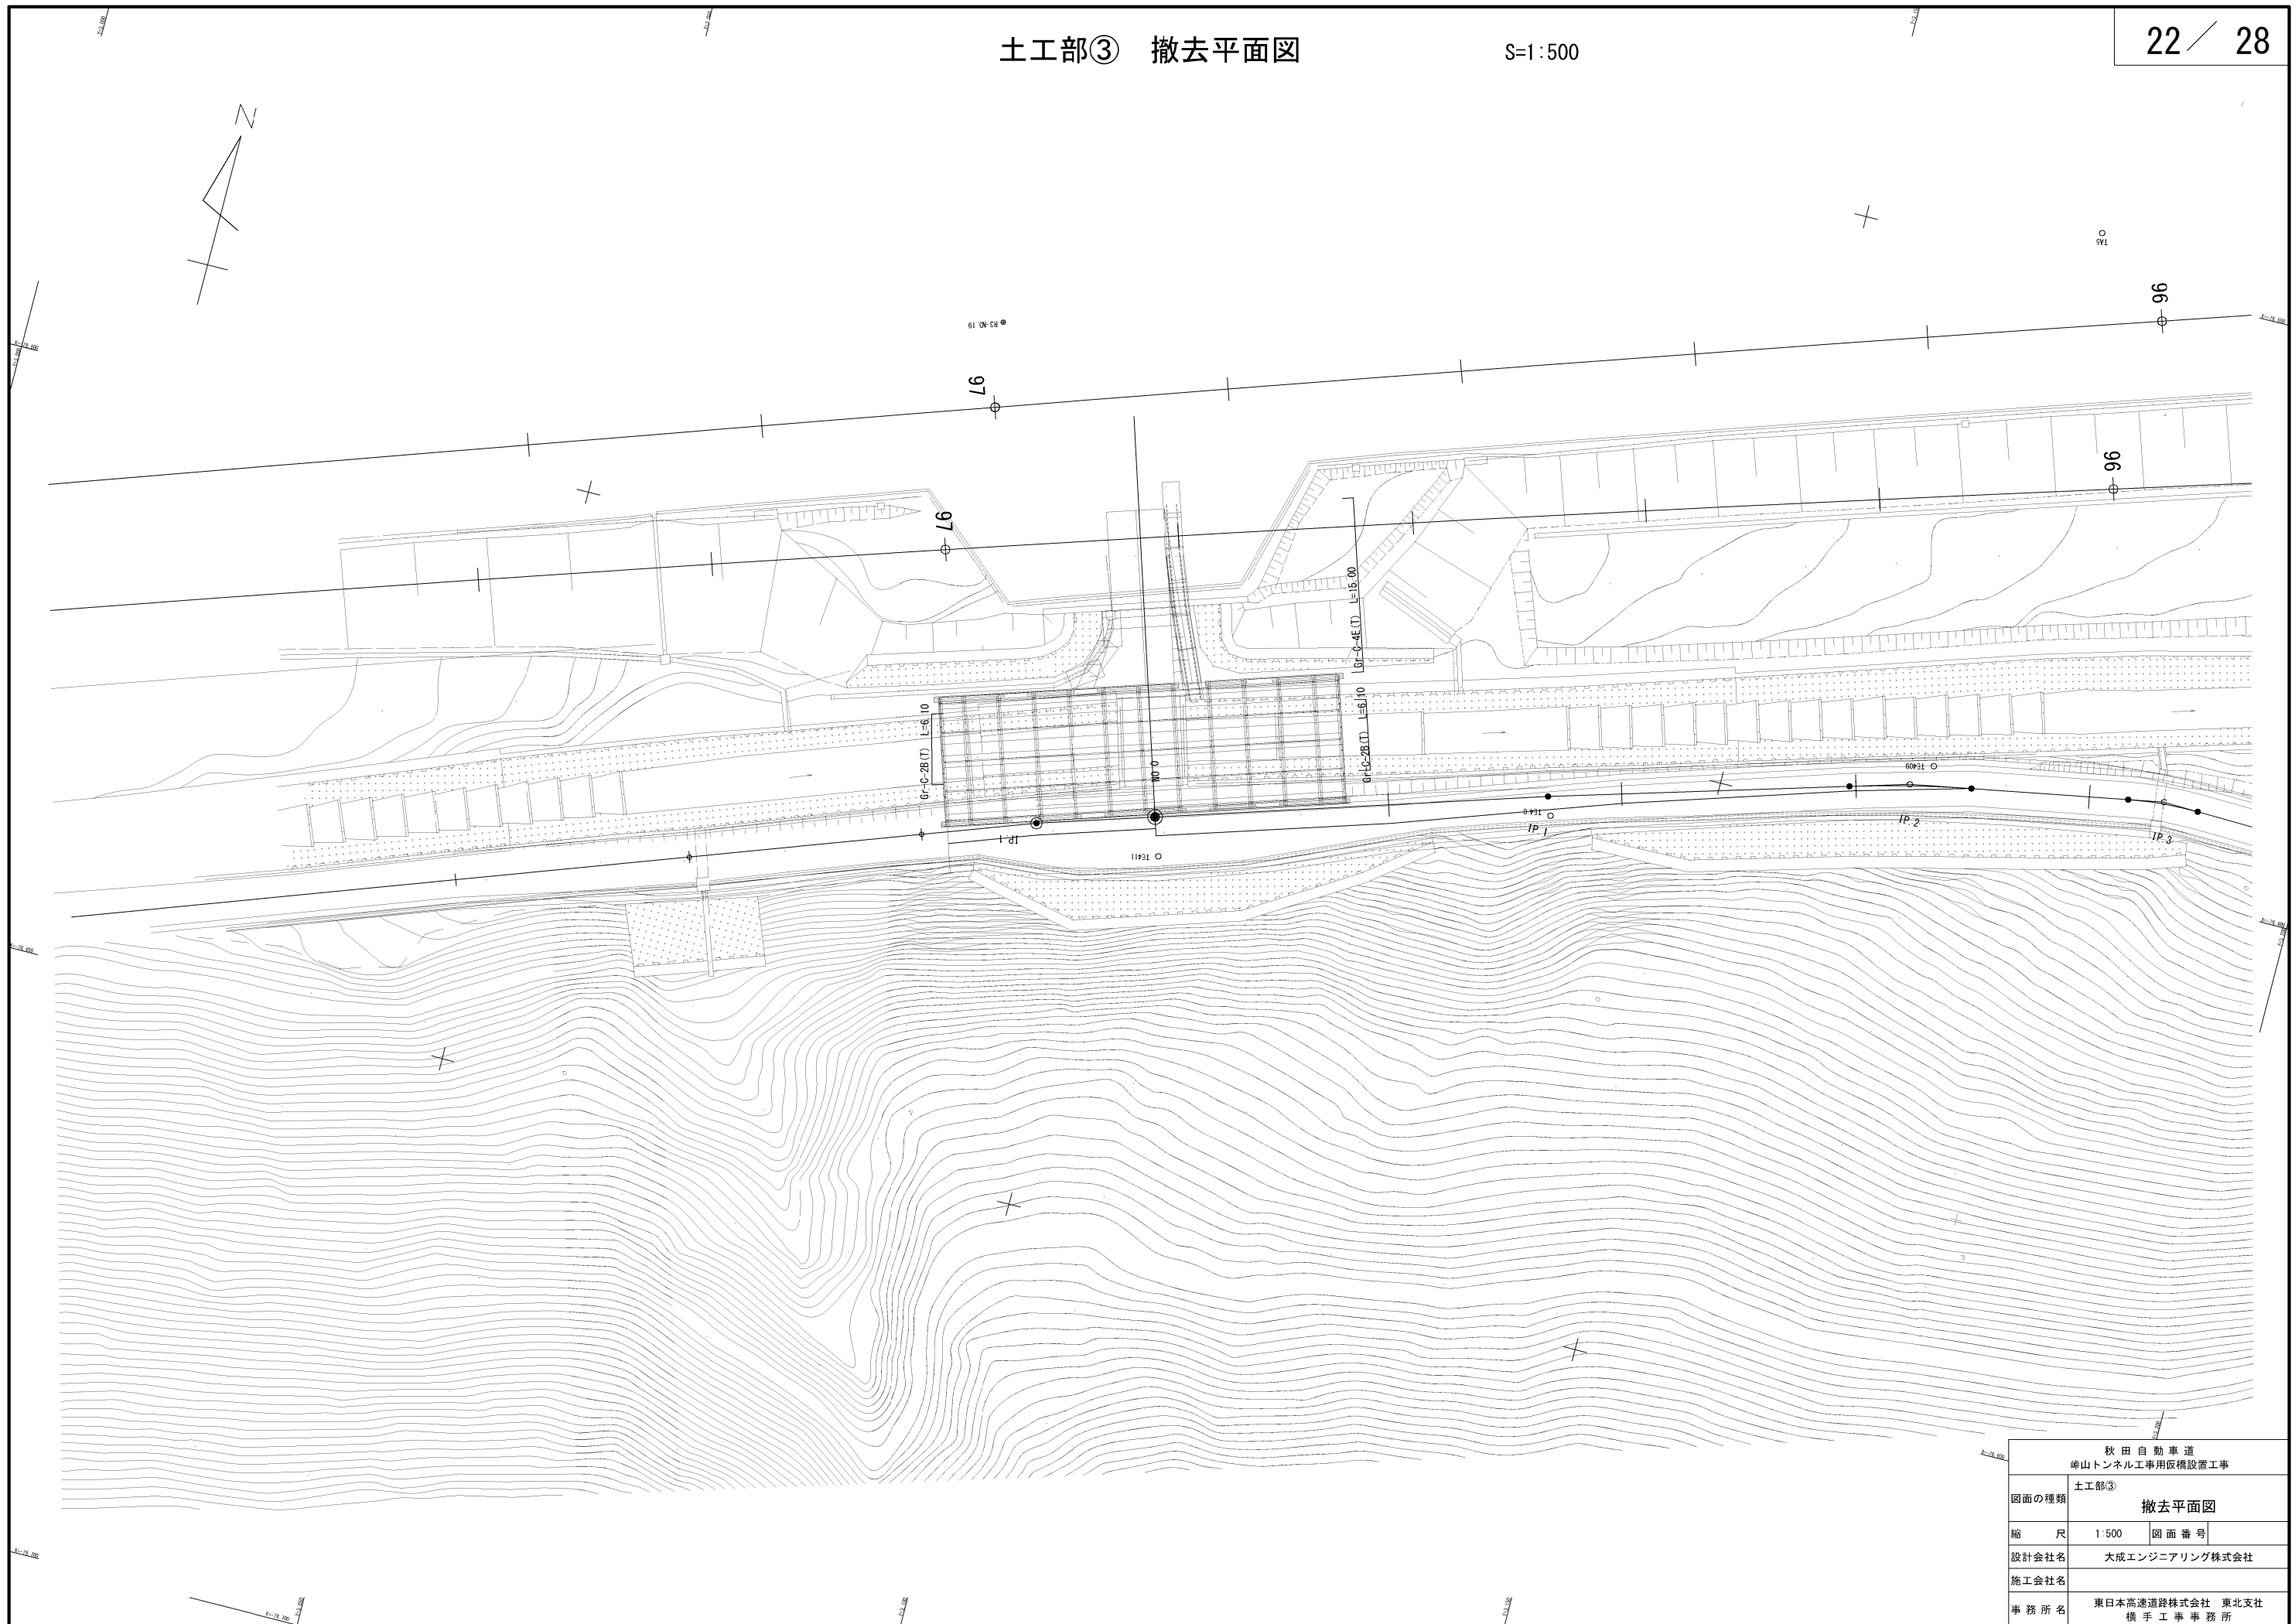 土工部③ 撤去平面図
S=1:500
22／28
N
R3-NO.19
TA5
96
97
96
97
Gr-C-4E(T) L=15.00
Gr-C-2B(T) L=6.10
Gr-C-2B(T) L=6.10
NO.0
TE409
IP.1
IP.1
IP.2
IP.3
TE411
秋田自動車道
峠山トンネル工事用仮橋設置工事
図面の種類
土工部③
撤去平面図
縮尺
1:500
図面番号
設計会社名
大成エンジニアリング株式会社
施工会社名
事務所名
東日本高速道路株式会社 東北支社
横手工事事務所